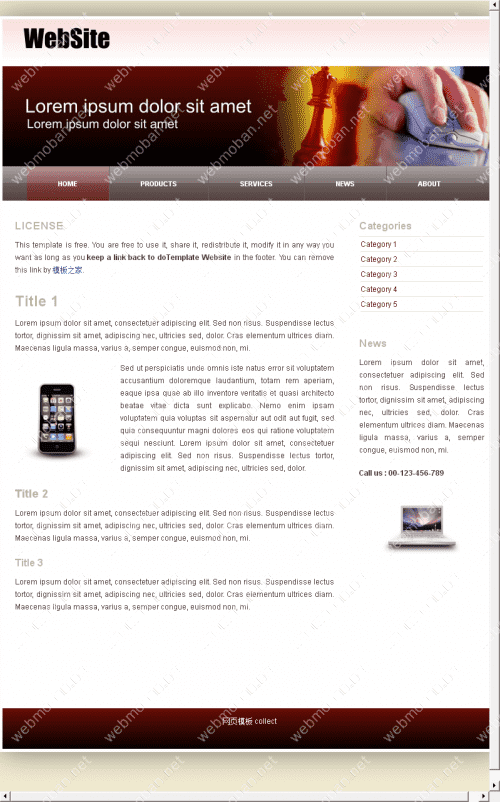 WebSite
Lorem ipsum dolor sit amet
Lorem ipsum dolor sit amet
HOME PRODUCTS SERVICES NEWS ABOUT
LICENSE
This template is free. You are free to use it, share it, redistribute it, modify it in any way you
want as long as you keep a link back to doTemplate Website in the footer. You can remove
this link by 模板之家.
Title 1
Lorem ipsum dolor sit amet, consectetuer adipiscing elit. Sed non risus. Suspendisse lectus
tortor, dignissim sit amet, adipiscing nec, ultricies sed, dolor. Cras elementum ultricies diam.
Maecenas ligula massa, varius a, semper congue, euismod non, mi.
Sed ut perspiciatis unde omnis iste natus error sit voluptatem
accusantium doloremque laudantium, totam rem aperiam,
eaque ipsa quae ab illo inventore veritatis et quasi architecto
beatae vitae dicta sunt explicabo. Nemo enim ipsam
voluptatem quia voluptas sit aspernatur aut odit aut fugit, sed
quia consequuntur magni dolores eos qui ratione voluptatem
sequi nesciunt. Lorem ipsum dolor sit amet, consectetuer
adipiscing elit. Sed non risus. Suspendisse lectus tortor,
dignissim sit amet, adipiscing nec, ultricies sed, dolor.
Title 2
Lorem ipsum dolor sit amet, consectetuer adipiscing elit. Sed non risus. Suspendisse lectus
tortor, dignissim sit amet, adipiscing nec, ultricies sed, dolor. Cras elementum ultricies diam.
Maecenas ligula massa, varius a, semper congue, euismod non, mi.
Title 3
Lorem ipsum dolor sit amet, consectetuer adipiscing elit. Sed non risus. Suspendisse lectus
tortor, dignissim sit amet, adipiscing nec, ultricies sed, dolor. Cras elementum ultricies diam.
Maecenas ligula massa, varius a, semper congue, euismod non, mi.
Categories
Category 1
Category 2
Category 3
Category 4
Category 5
News
Lorem ipsum dolor sit amet,
consectetuer adipiscing elit. Sed
non risus. Suspendisse lectus
tortor, dignissim sit amet, adipiscing
nec, ultricies sed, dolor. Cras
elementum ultricies diam. Maecenas
ligula massa, varius a, semper
congue, euismod non, mi.
Call us : 00-123-456-789
网页模板 collect
webmoban.net